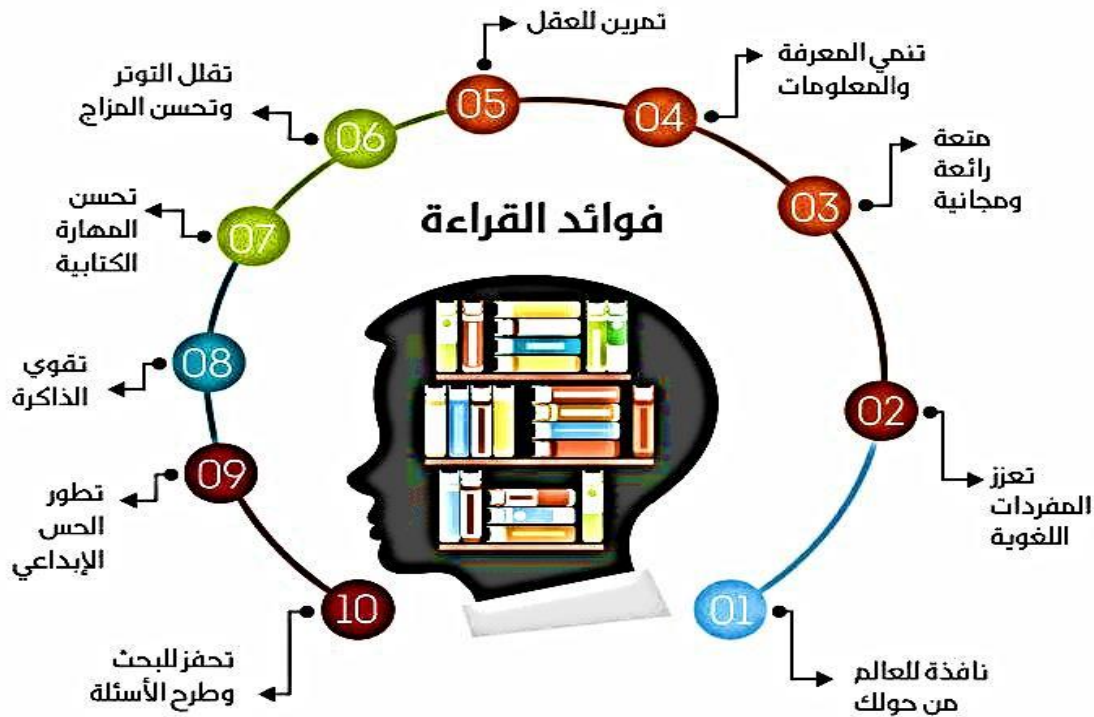 فوائد القراءة
01
نافذة للعالم
من حولك
02
تعزز
المفردات
اللغوية
03
متعة
رائعة
ومجانية
04
تنمي المعرفة
والمعلومات
05
تمرين للعقل
06
تقلل التوتر
وتحسن المزاج
07
تحسن
المهارة
الكتابية
08
تقوي
الذاكرة
09
تطور
الحس
الإبداعي
10
تحفز للبحث
وطرح الأسئلة